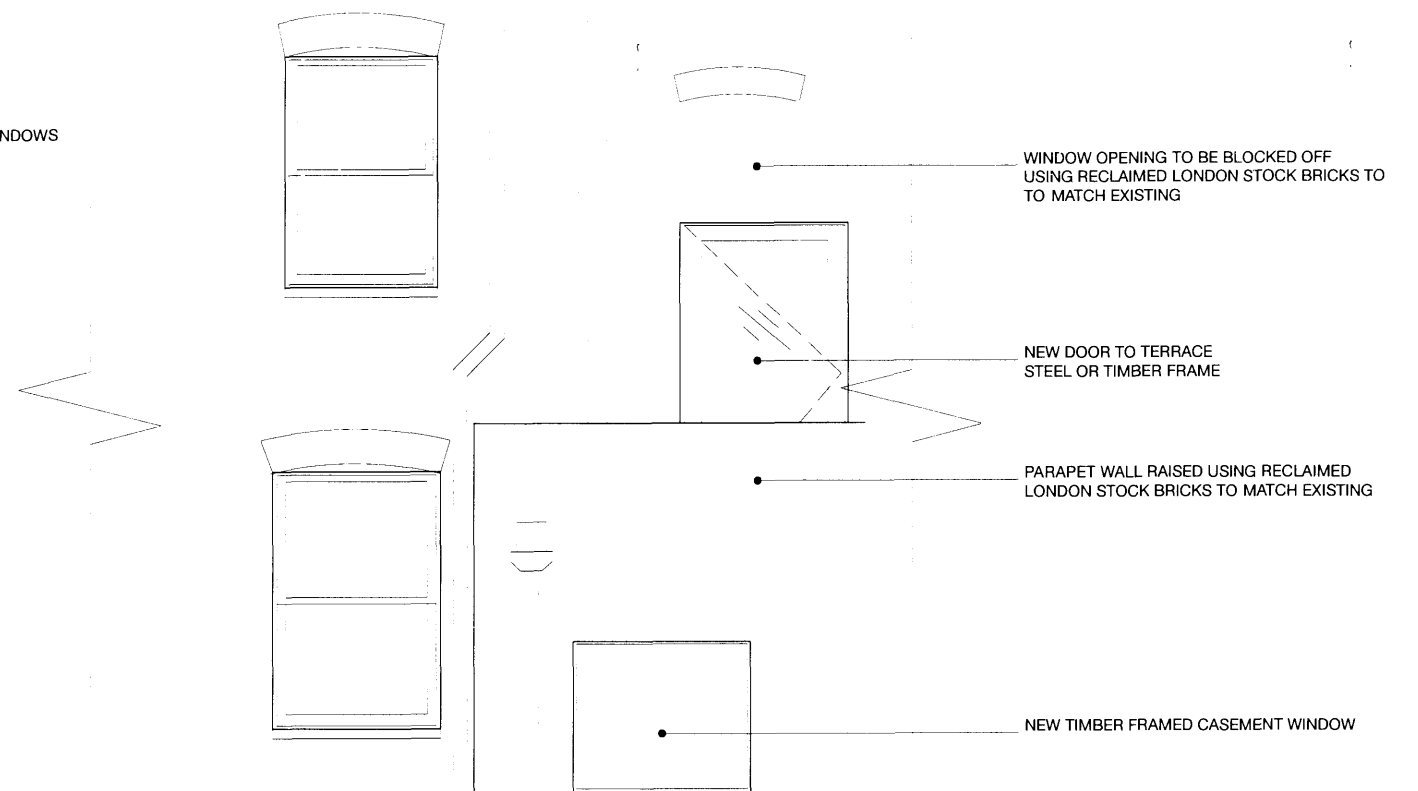 NDOWS
WINDOW OPENING TO BE BLOCKED OFF
USING RECLAIMED LONDON STOCK BRICKS TO
TO MATCH EXISTING
NEW DOOR TO TERRACE
STEEL OR TIMBER FRAME
PARAPET WALL RAISED USING RECLAIMED
LONDON STOCK BRICKS TO MATCH EXISTING
NEW TIMBER FRAMED CASEMENT WINDOW